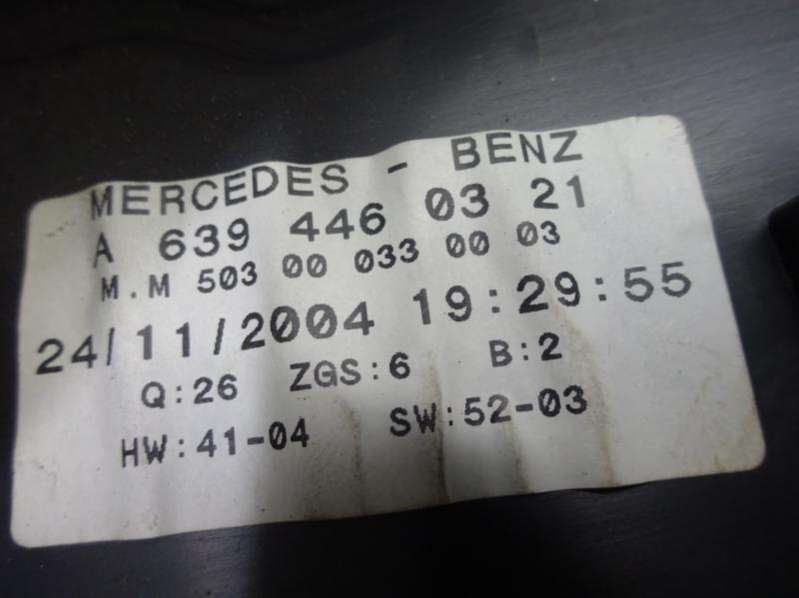 MERCEDES - BENZ
A 639 446 03 21
M.M 503 00 033 00 03
24/11/2004 19:29:55
Q:26 ZGS:6 B:2
HW:41-04 SW:52-03